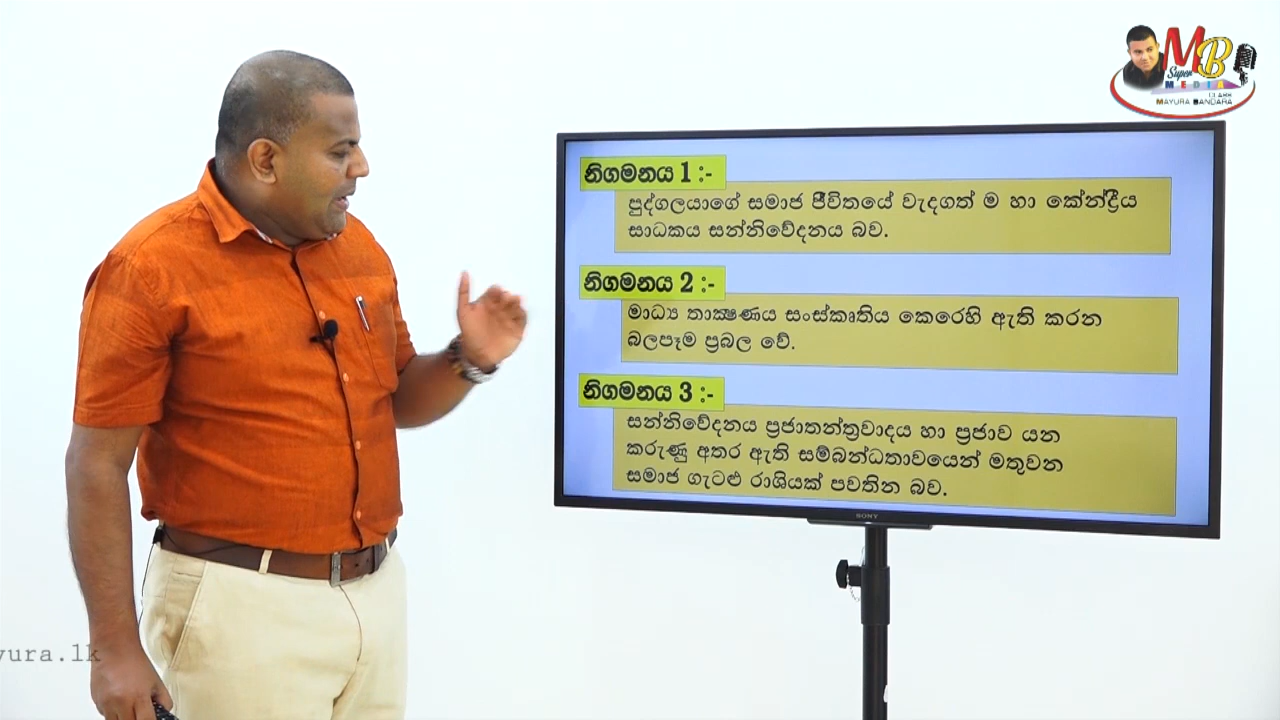 MB
Super
MEDIA
CLASS
MAYURA BANDARA
නිගමනය 1 :-
පුද්ගලයාගේ සමාජ ජීවිතයේ වැදගත් ම හා කේන්ද්‍රීය
සාධකය සන්නිවේදනය බව.
නිගමනය 2 :-
මාධ්‍ය තාක්‍ෂණය සංස්කෘතිය කෙරෙහි ඇති කරන
බලපෑම ප්‍රබල වේ.
නිගමනය 3 :-
සන්නිවේදනය ප්‍රජාතන්ත්‍රවාදය හා ප්‍රජාව යන
කරුණු අතර ඇති සම්බන්ධතාවයෙන් මතුවන
සමාජ ගැටළු රාශියක් පවතින බව.
SONY
yura.lk